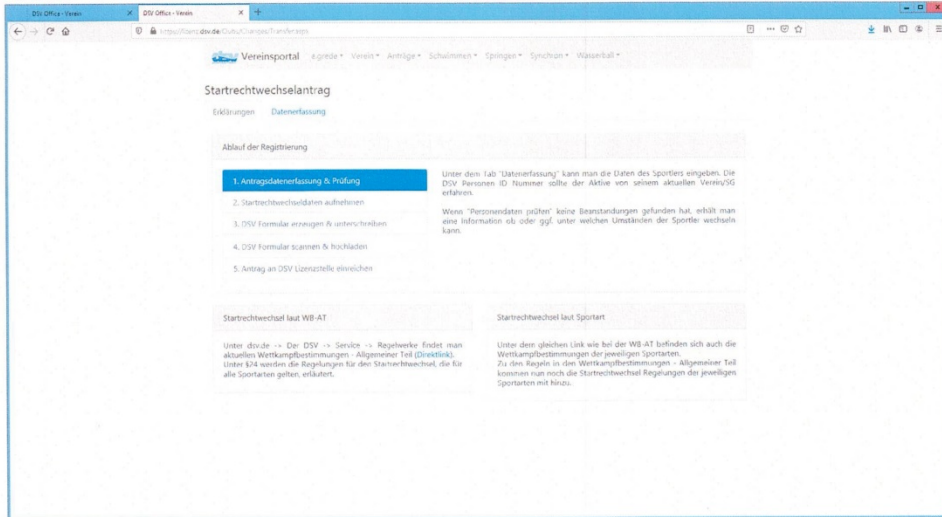 DSV Office - Verein
DSV Office - Verein
Vereinsportal
Verein
Anträge
Schwimmen
Springen
Synchron
Wasserball
Startrechtwechselantrag
Erklärungen
Datenerfassung
Ablauf der Registrierung
1. Antragsdatenerfassung & Prüfung
2. Startrechtwechseldaten aufnehmen
3. DSV Formular erzeugen & unterschreiben
4. DSV Formular scannen & hochladen
5. Antrag an DSV Lizenzstelle einreichen
Unter dem Tab "Datenerfassung" kann man die Daten des Sportlers eingeben. Die
DSV Personen ID Nummer sollte der Aktive von seinem aktuellen Verein/SG
erfahren.
Wenn "Personendaten prüfen" keine Beanstandungen gefunden hat, erhält man
eine Information ob oder ggf. unter welchen Umständen der Sportler wechseln
kann.
Startrechtwechsel laut WB-AT
Unter dsv.de -> Der DSV -> Service -> Regelwerke findet man
aktuellen Wettkampfbestimmungen - Allgemeiner Teil (Direktlink).
Unter §24 werden die Regelungen für den Startrechtwechsel, die für
alle Sportarten gelten, erläutert.
Startrechtwechsel laut Sportart
Unter dem gleichen Link wie bei der WB-AT befinden sich auch die
Wettkampfbestimmungen der jeweiligen Sportarten.
Zu den Regeln in den Wettkampfbestimmungen - Allgemeiner Teil
kommen nun noch die Startrechtwechsel Regelungen der jeweiligen
Sportarten mit hinzu.